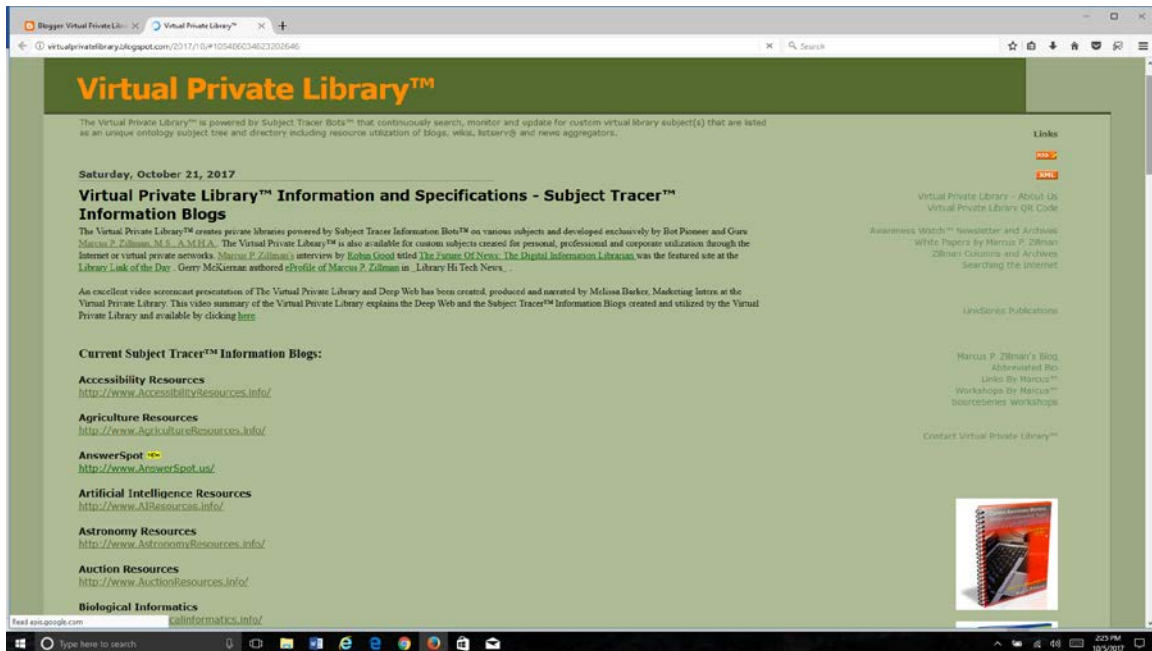 Blogger Virtual Private Libr
Virtual Private Library™
virtualprivatelibrary.blogspot.com/2017/10/#105406034623202646
Search
Virtual Private Library™
The Virtual Private Library™ is powered by Subject Tracer Bots™ that continuously search, monitor and update for custom virtual library subject(s) that are listed
as an unique ontology subject tree and directory including resource utilization of blogs, wikis, listserv® and news aggregators.
Links
XML
Saturday, October 21, 2017
Virtual Private Library™ Information and Specifications - Subject Tracer™
Information Blogs
The Virtual Private Library™ creates private libraries powered by Subject Tracer Information Bots™ on various subjects and developed exclusively by Bot Pioneer and Guru
Marcus P. Zillman, M.S., A.M.H.A.. The Virtual Private Library™ is also available for custom subjects created for personal, professional and corporate utilization through the
Internet or virtual private networks. Marcus P. Zillman's interview by Robin Good titled The Future Of News: The Digital Information Librarian was the featured site at the
Library Link of the Day . Gerry McKiernan authored eProfile of Marcus P. Zillman in _Library Hi Tech News_ .
An excellent video screencast presentation of The Virtual Private Library and Deep Web has been created, produced and narrated by Melissa Barker, Marketing Intern at the
Virtual Private Library. This video summary of the Virtual Private Library explains the Deep Web and the Subject Tracer™ Information Blogs created and utilized by the Virtual
Private Library and available by clicking here
Current Subject Tracer™ Information Blogs:
Accessibility Resources
http://www.AccessibilityResources.info/
Agriculture Resources
http://www.AgricultureResources.info/
AnswerSpot NEW
http://www.AnswerSpot.us/
Artificial Intelligence Resources
http://www.AIResources.info/
Astronomy Resources
http://www.AstronomyResources.info/
Auction Resources
http://www.AuctionResources.info/
Biological Informatics
calinformatics.info/
Virtual Private Library - About Us
Virtual Private Library QR Code
Awareness Watch™ Newsletter and Archives
White Papers by Marcus P. Zillman
Zillman Columns and Archives
Searching the Internet
LinkSeries Publications
Marcus P. Zillman's Blog
Abbreviated Bio
Links By Marcus™
Workshops By Marcus™
SourceSeries Workshops
Contact Virtual Private Library™
Read apis.google.com
Type here to search
2:25 PM
10/5/2017